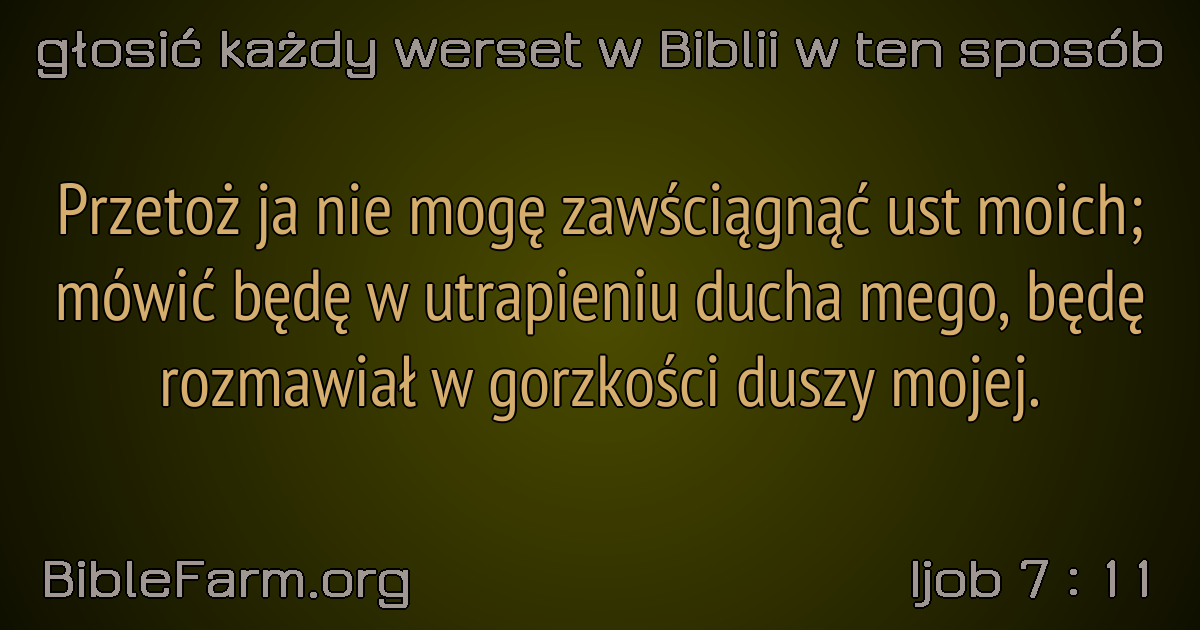 głosić każdy werset w Biblii w ten sposób
Przetoż ja nie mogę zawściągnąć ust moich;
mówić będę w utrapieniu ducha mego, będę
rozmawiał w gorzkości duszy mojej.
BibleFarm.org
Ijob 7 : 11